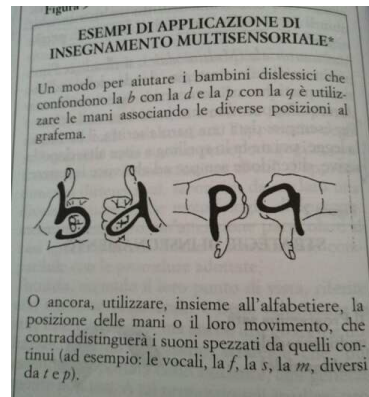 Figura
ESEMPI DI APPLICAZIONE DI
INSEGNAMENTO MULTISENSORIALE*
Un modo per aiutare i bambini dislessici che
confondono la b con la d e la p con la q è utiliz-
zare le mani associando le diverse posizioni al
grafema.
b d p q
O ancora, utilizzare, insieme all'alfabetiere, la
posizione delle mani o il loro movimento, che
contraddistinguerà i suoni spezzati da quelli con-
tinui (ad esempio: le vocali, la f, la s, la m, diversi
da t e p).